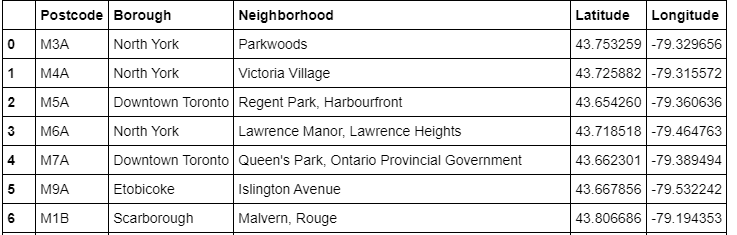 Postcode Borough Neighborhood Latitude Longitude
0 M3A North York Parkwoods 43.753259 -79.329656
1 M4A North York Victoria Village 43.725882 -79.315572
2 M5A Downtown Toronto Regent Park, Harbourfront 43.654260 -79.360636
3 M6A North York Lawrence Manor, Lawrence Heights 43.718518 -79.464763
4 M7A Downtown Toronto Queen's Park, Ontario Provincial Government 43.662301 -79.389494
5 M9A Etobicoke Islington Avenue 43.667856 -79.532242
6 M1B Scarborough Malvern, Rouge 43.806686 -79.194353